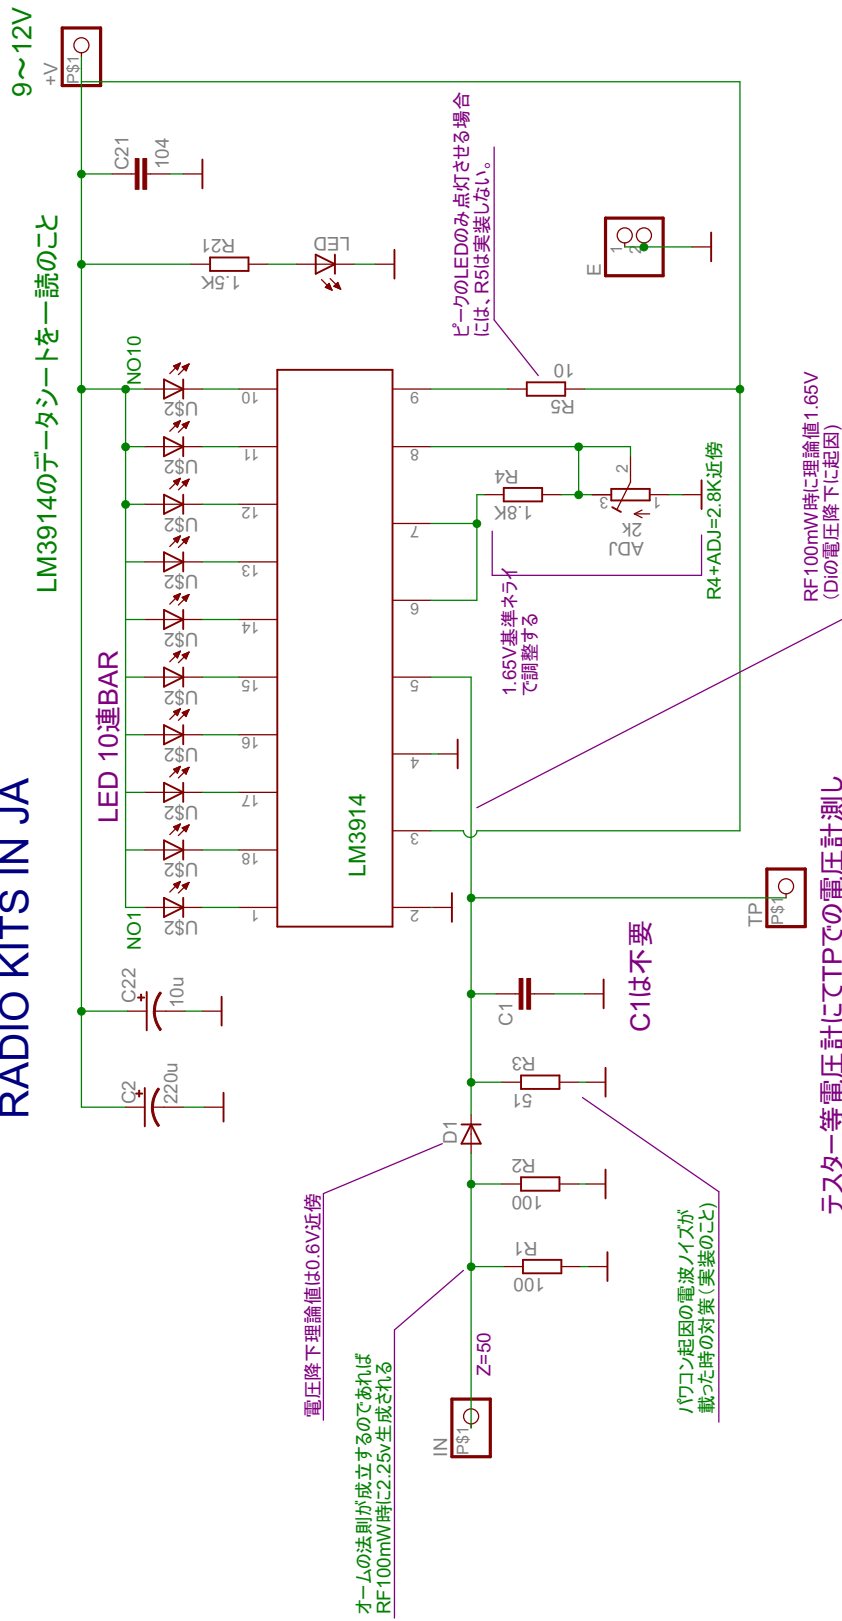 RADIO KITS IN JA
LM3914のデータシートを一読のこと
9～12V
+V
P$1
C2
220u
C22
10u
LED 10連BAR
NO1
NO10
U$2
U$2
U$2
U$2
U$2
U$2
U$2
U$2
U$2
U$2
1
18
17
16
15
14
13
12
11
10
R21
1.5K
LED
C21
104
LM3914
2
3
4
5
6
7
8
9
電圧降下理論値は0.6V近傍
オームの法則が成立するのであれば
RF100mW時に2.25v生成される
IN
P$1
Z=50
R1
100
R2
100
D1
R3
51
C1
C1は不要
パワコン起因の電波ノイズが
載った時の対策（実装のこと)
TP
P$1
1.65V基準ネライ
で調整する
R4
1.8K
ADJ
2k
3
2
1
R4+ADJ=2.8K近傍
R5
10
ピークのLEDのみ点灯させる場合
には、R5は実装しない。
E
1
2
RF100mW時に理論値1.65V
（Diの電圧降下に起因）
テスター等電圧計にてTPでの電圧計測し